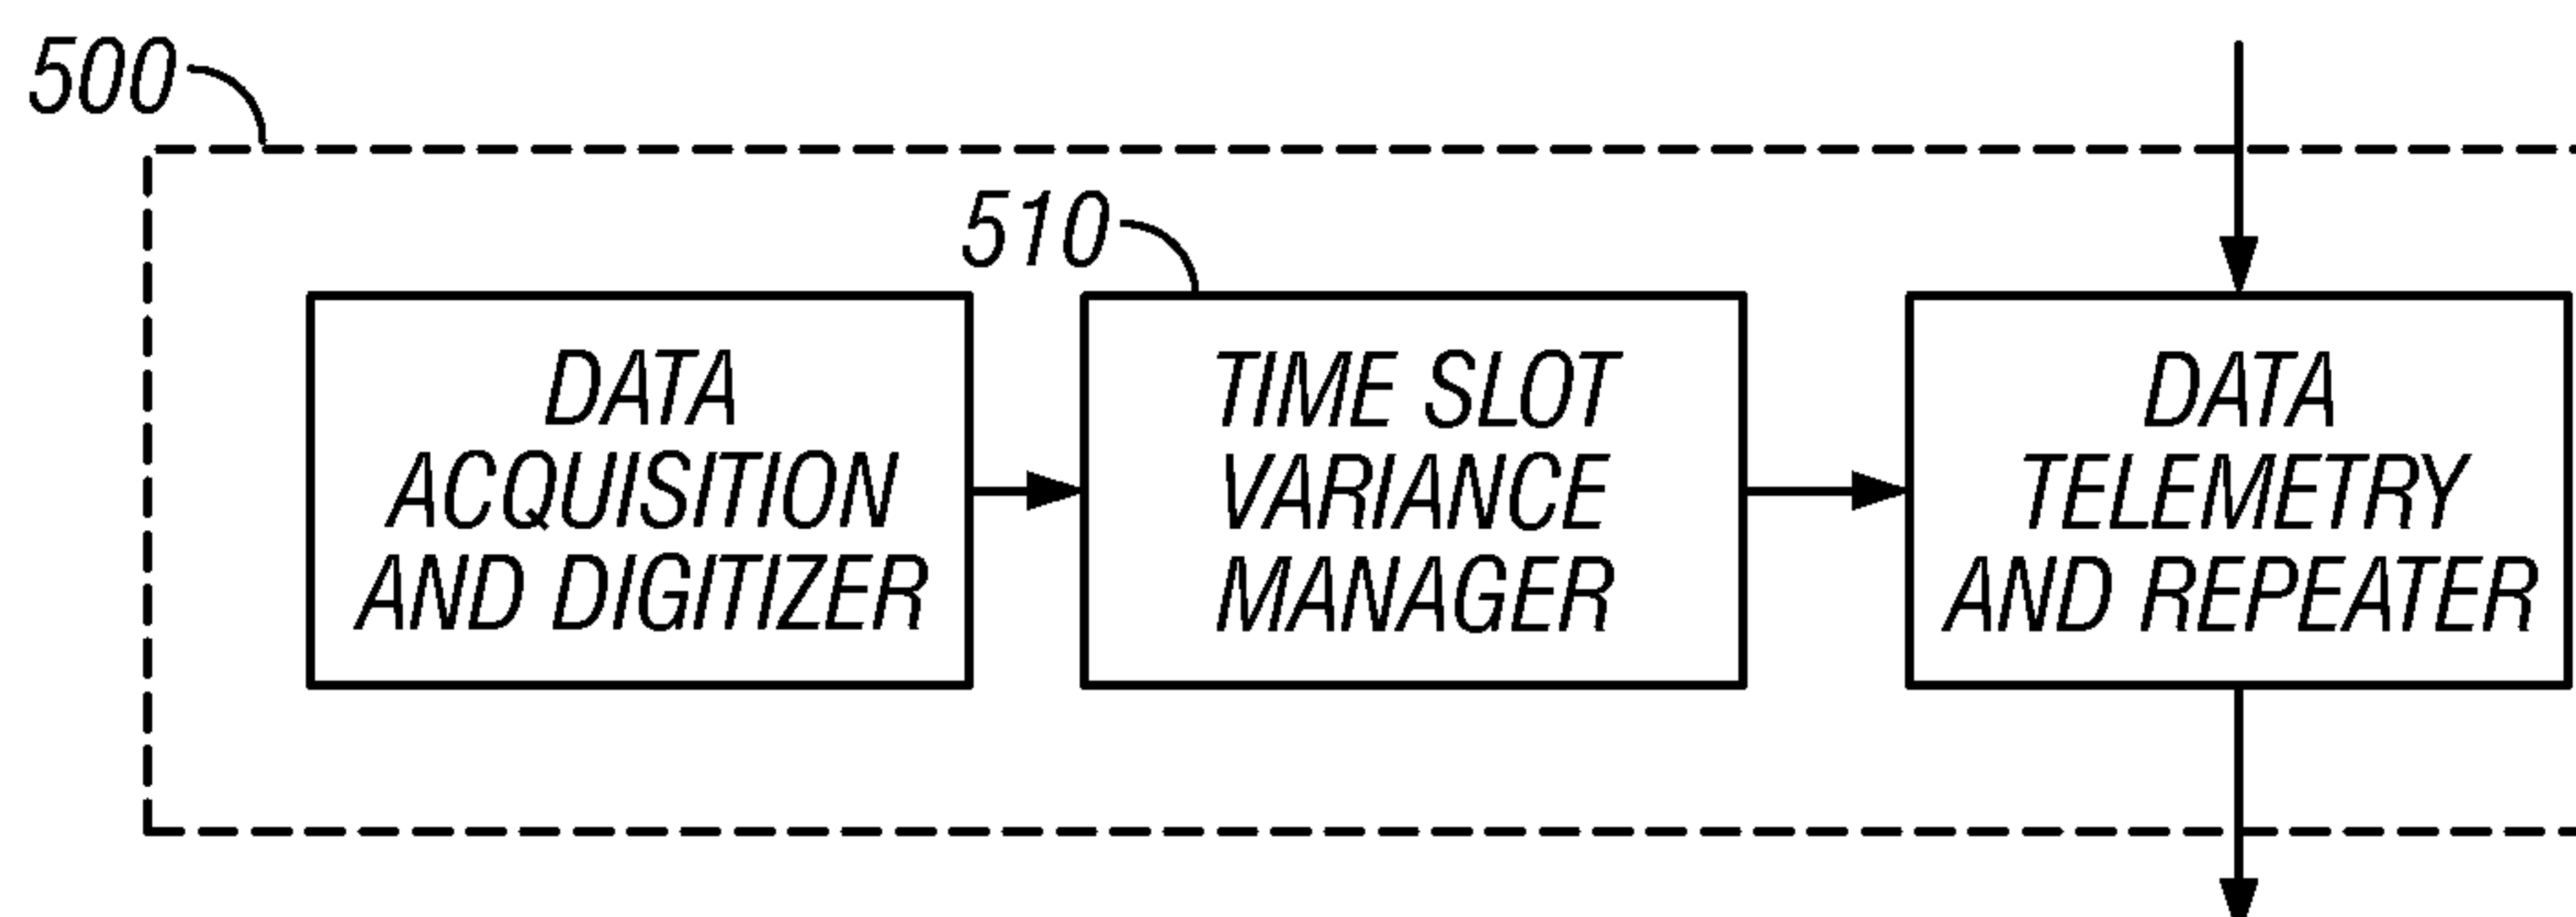 500
510
DATA
ACQUISITION
AND DIGITIZER
TIME SLOT
VARIANCE
MANAGER
DATA
TELEMETRY
AND REPEATER